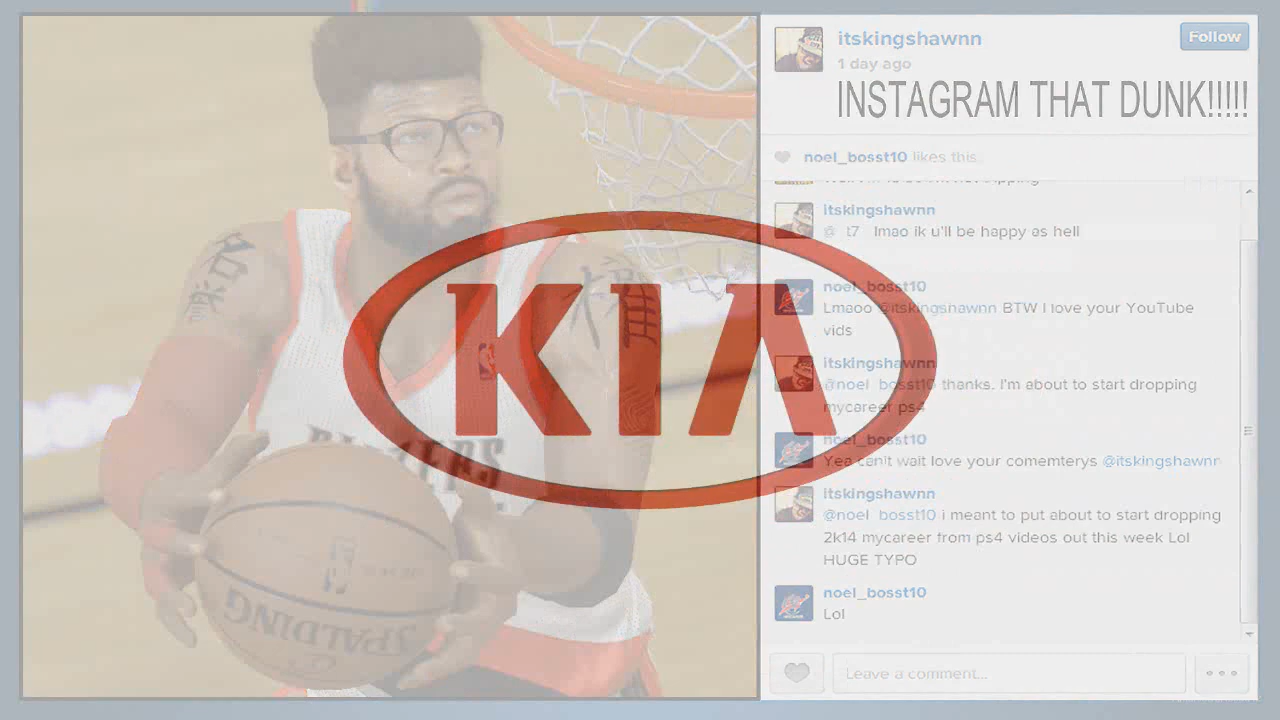 itskingshawnn
Follow
1 day ago
INSTAGRAM THAT DUNK!!!!!
noel_bosst10 likes this.
itskingshawnn
lmao ik u'll be happy as hell
noel_bosst10
Lmaoo @itskingshawnn BTW I love your YouTube
vids
itskingshawnn
@noel_bosst10 thanks. I'm about to start dropping
mycareer ps4
noel_bosst10
Yea can't wait love your comemterys @itskingshawnn
itskingshawnn
@noel_bosst10 i meant to put about to start dropping
2k14 mycareer from ps4 videos out this week Lol
HUGE TYPO
noel_bosst10
Lol
Leave a comment...
KIA
BLAZERS
SPALDING